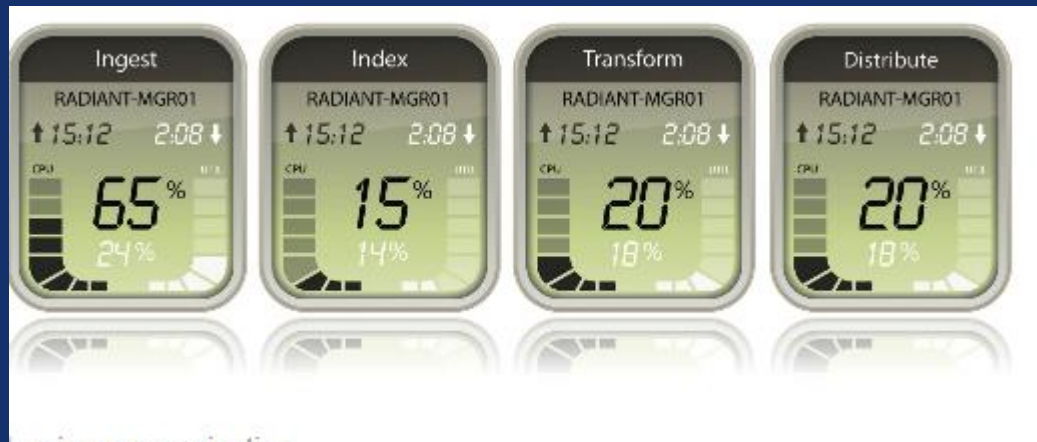 Ingest
RADIANT-MGR01
15:12 2:08
CPU
65%
24%
Index
RADIANT-MGR01
15:12 2:08
CPU
15%
14%
Transform
RADIANT-MGR01
15:12 2:08
CPU
20%
18%
Distribute
RADIANT-MGR01
15:12 2:08
CPU
20%
18%